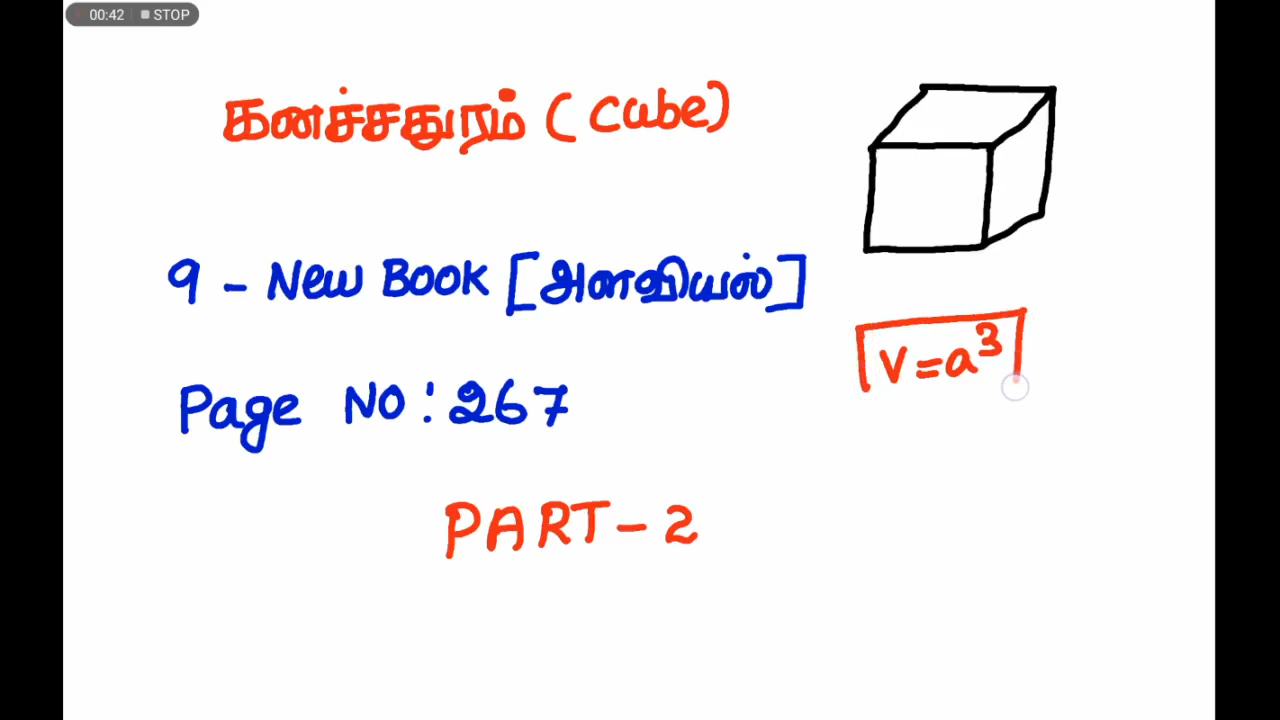 00:42 STOP
கனச்சதுரம் (cube)
9 - New Book [அளவியல்]
Page NO: 267
V=a³
PART-2